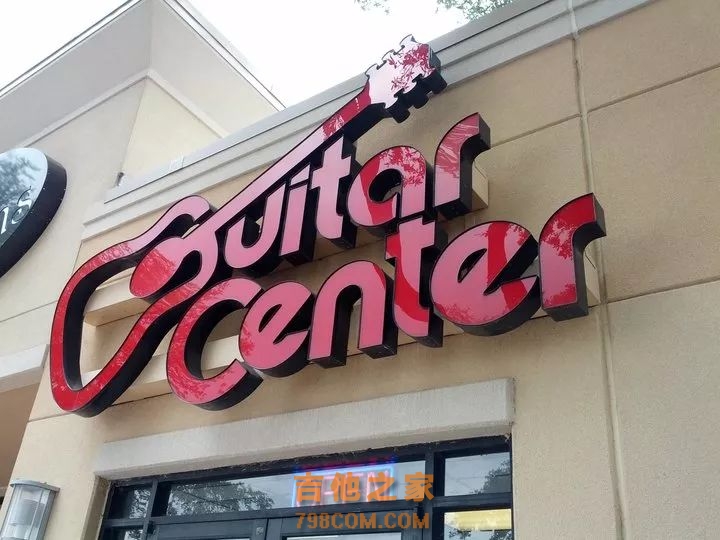 Guitar
center
吉他之家
798COM.COM